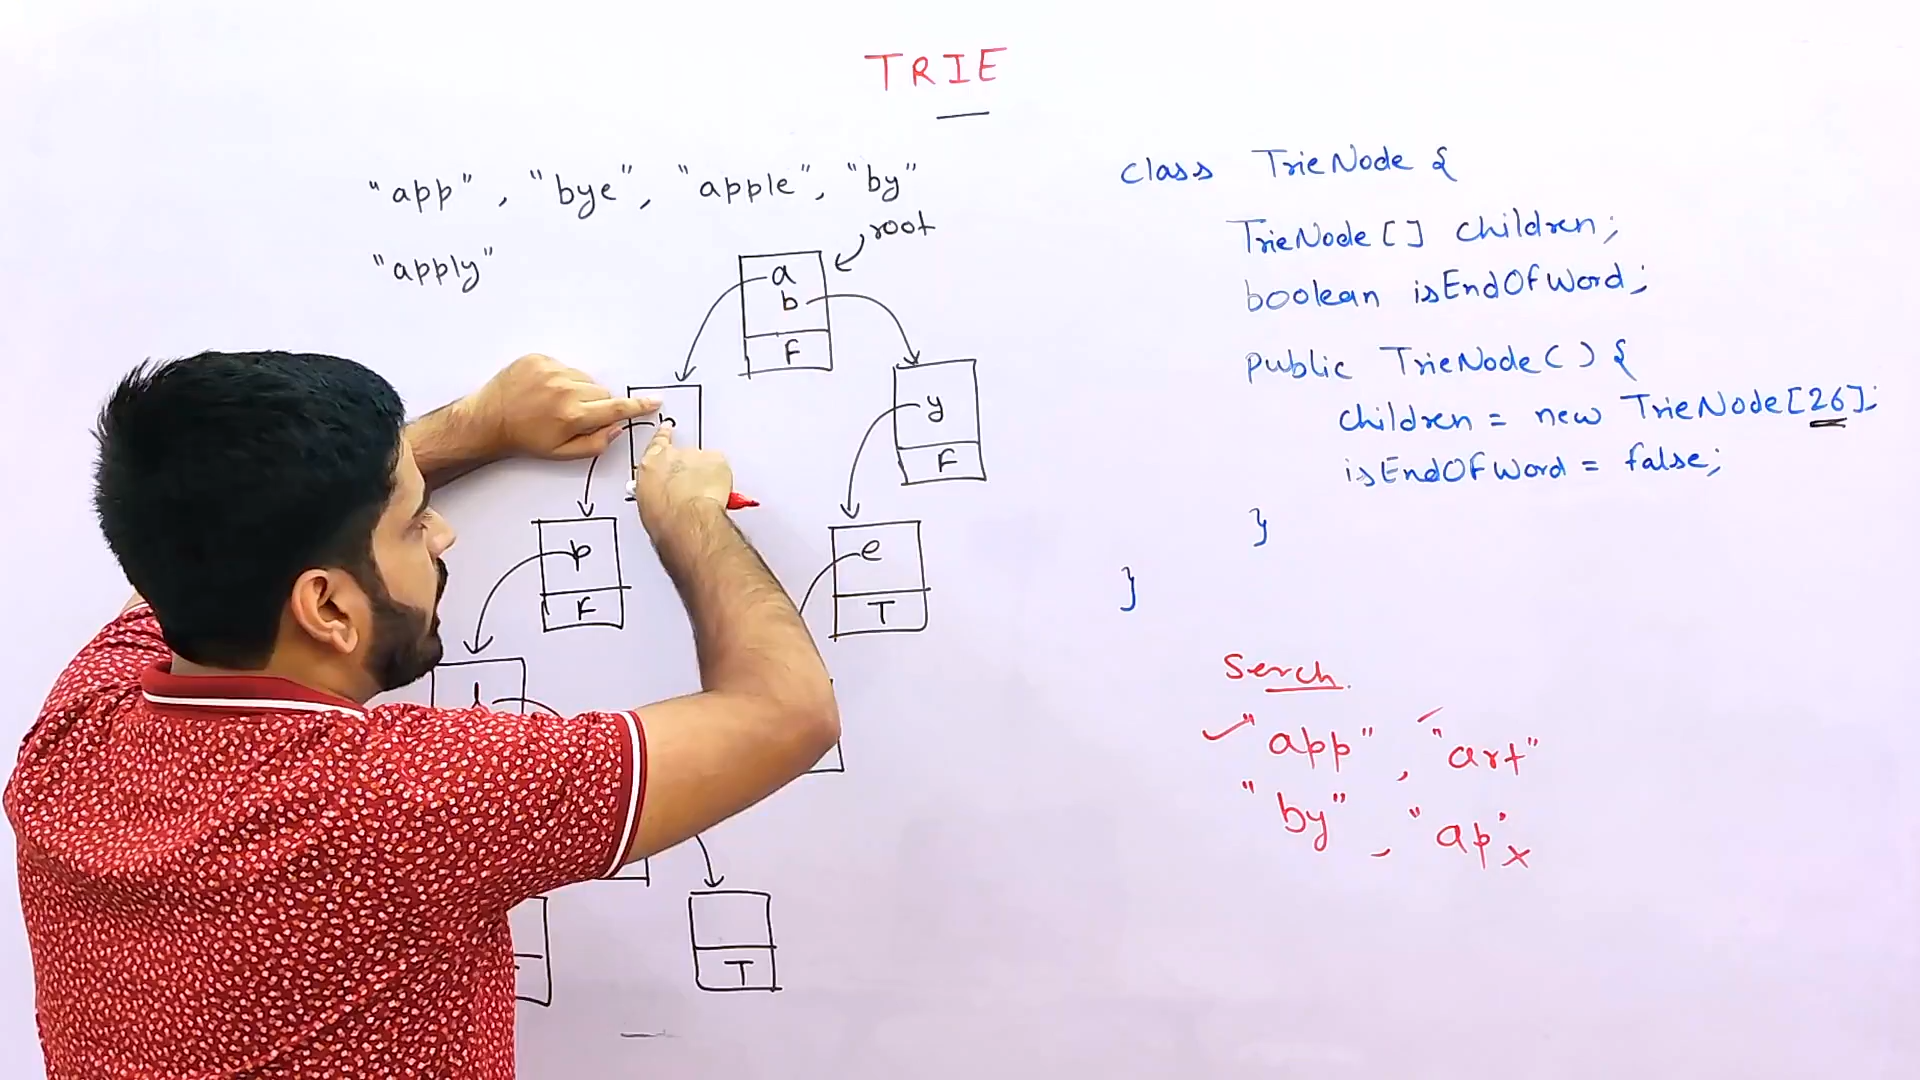 TRIE
"app", "bye", "apple", "by"
"apply"
root
a
b
F
y
F
p
F
e
T
T
class TrieNode {
TrieNode[] children;
boolean isEndOfWord;
public TrieNode() {
children = new TrieNode[26];
isEndOfWord = false;
}
}
Serch
"app", "art"
"by", "ap"